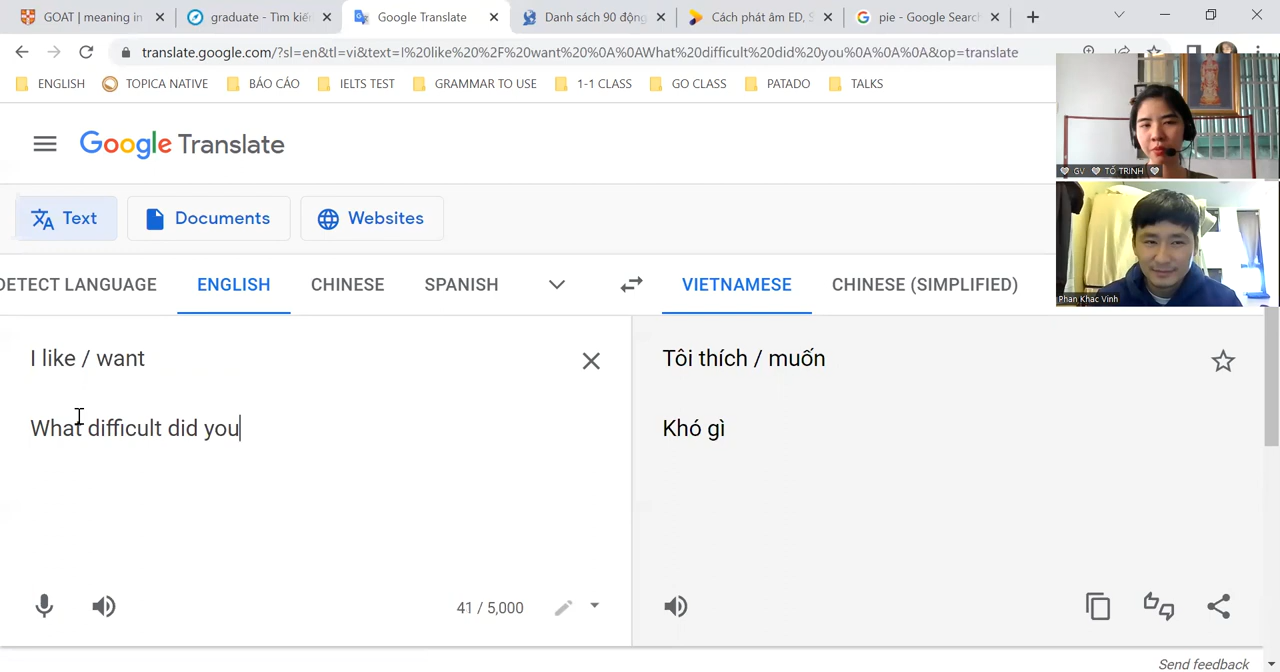 GOAT | meaning in
graduate - Tìm kiế
Google Translate
Danh sách 90 động
Cách phát âm ED, S
pie - Google Searc
translate.google.com/?sl=en&tl=vi&text=I%20like%20%2F%20want%20%0A%0AWhat%20difficult%20did%20you%0A%0A%0A&op=translate
ENGLISH
TOPICA NATIVE
BÁO CÁO
IELTS TEST
GRAMMAR TO USE
1-1 CLASS
GO CLASS
PATADO
TALKS
Google Translate
GV TỐ TRINH
Text
Documents
Websites
Phan Khac Vinh
DETECT LANGUAGE
ENGLISH
CHINESE
SPANISH
VIETNAMESE
CHINESE (SIMPLIFIED)
I like / want
Tôi thích / muốn
What difficult did you
Khó gì
41 / 5,000
Send feedback